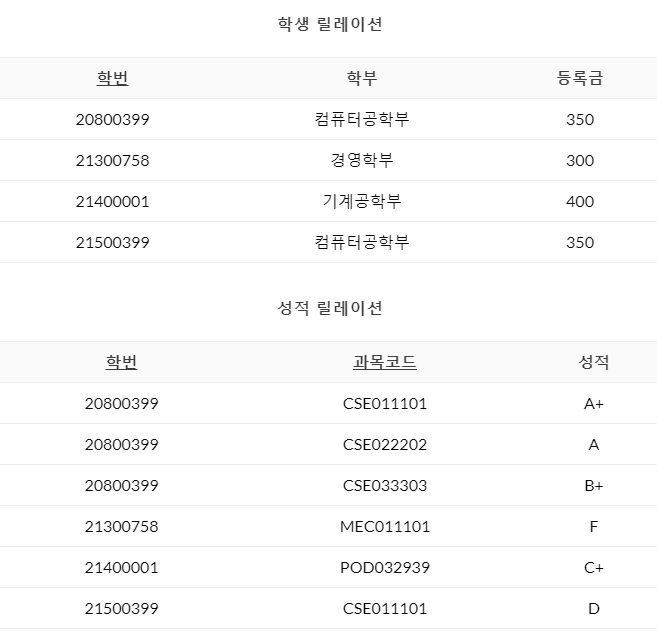 학생 릴레이션
학번 학부 등록금
20800399 컴퓨터공학부 350
21300758 경영학부 300
21400001 기계공학부 400
21500399 컴퓨터공학부 350
성적 릴레이션
학번 과목코드 성적
20800399 CSE011101 A+
20800399 CSE022202 A
20800399 CSE033303 B+
21300758 MEC011101 F
21400001 POD032939 C+
21500399 CSE011101 D